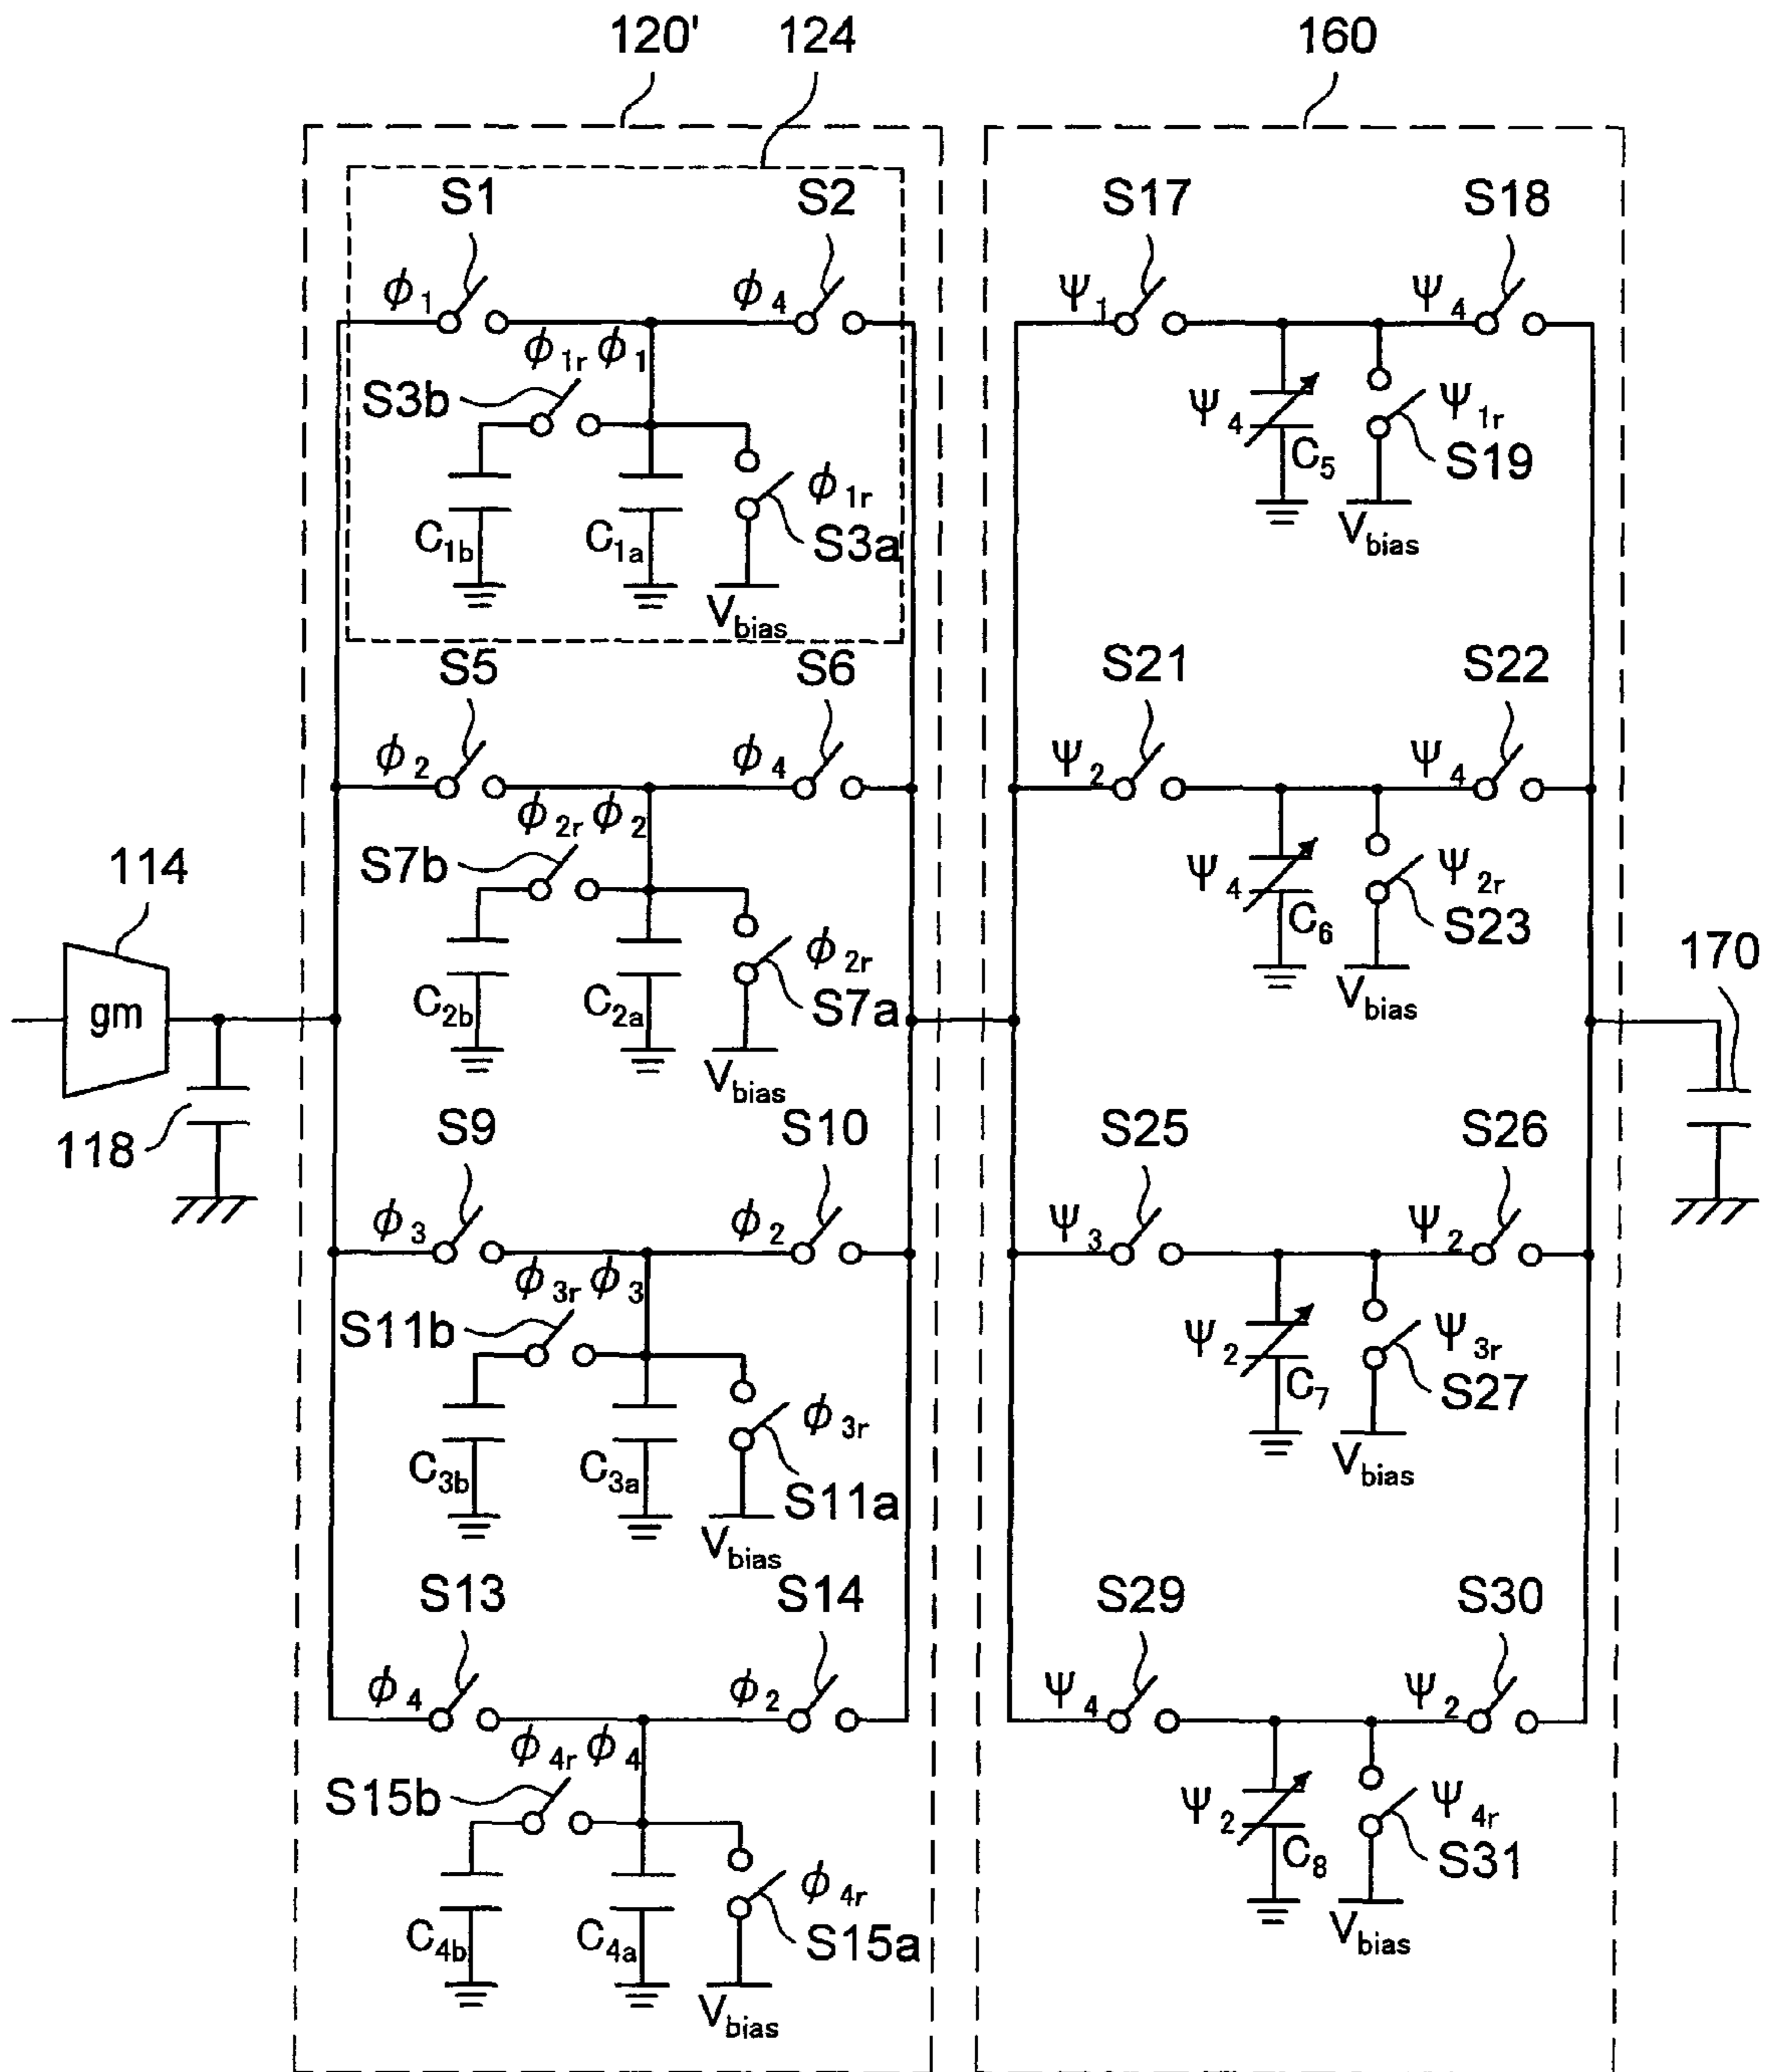 120' 124 160
S1 S2 S17 S18
ϕ1 ϕ4 Ψ1 Ψ4
ϕ1r ϕ1
S3b Ψ4 Ψ1r
C5 S19
ϕ1r
C1b C1a S3a Vbias
Vbias
S5 S6 S21 S22
ϕ2 ϕ4 Ψ2 Ψ4
ϕ2r ϕ2
S7b Ψ4 Ψ2r
114 C6 S23
ϕ2r 170
gm C2b C2a S7a Vbias
Vbias
118 S9 S10 S25 S26
ϕ3 ϕ2 Ψ3 Ψ2
ϕ3r ϕ3
S11b Ψ2 Ψ3r
C7 S27
ϕ3r
C3b C3a S11a Vbias
Vbias
S13 S14 S29 S30
ϕ4 ϕ2 Ψ4 Ψ2
ϕ4r ϕ4
S15b Ψ2 Ψ4r
C8 S31
ϕ4r
C4b C4a S15a Vbias
Vbias